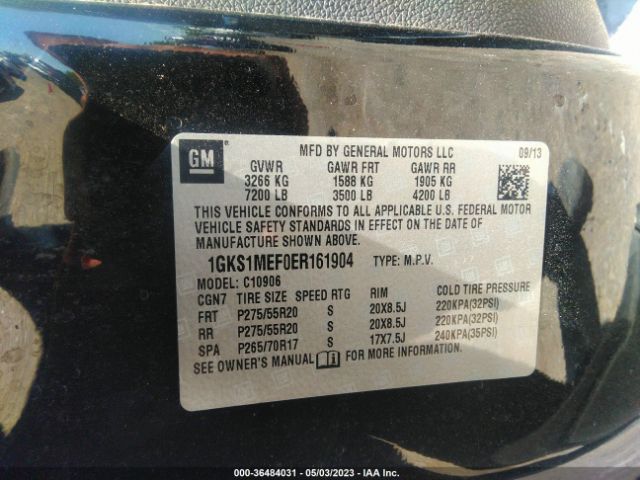 GM
MFD BY GENERAL MOTORS LLC 09/13
GVWR GAWR FRT GAWR RR
3266 KG 1588 KG 1905 KG
7200 LB 3500 LB 4200 LB
THIS VEHICLE CONFORMS TO ALL APPLICABLE U.S. FEDERAL MOTOR
VEHICLE SAFETY STANDARDS IN EFFECT ON THE DATE OF
MANUFACTURE SHOWN ABOVE.
1GKS1MEF0ER161904 TYPE: M.P.V.
MODEL: C10906
CGN7 TIRE SIZE SPEED RTG RIM COLD TIRE PRESSURE
FRT P275/55R20 S 20X8.5J 220KPA(32PSI)
RR P275/55R20 S 20X8.5J 220KPA(32PSI)
SPA P265/70R17 S 17X7.5J 240KPA(35PSI)
SEE OWNER'S MANUAL FOR MORE INFORMATION.
000-36484031 - 05/03/2023 - IAA Inc.